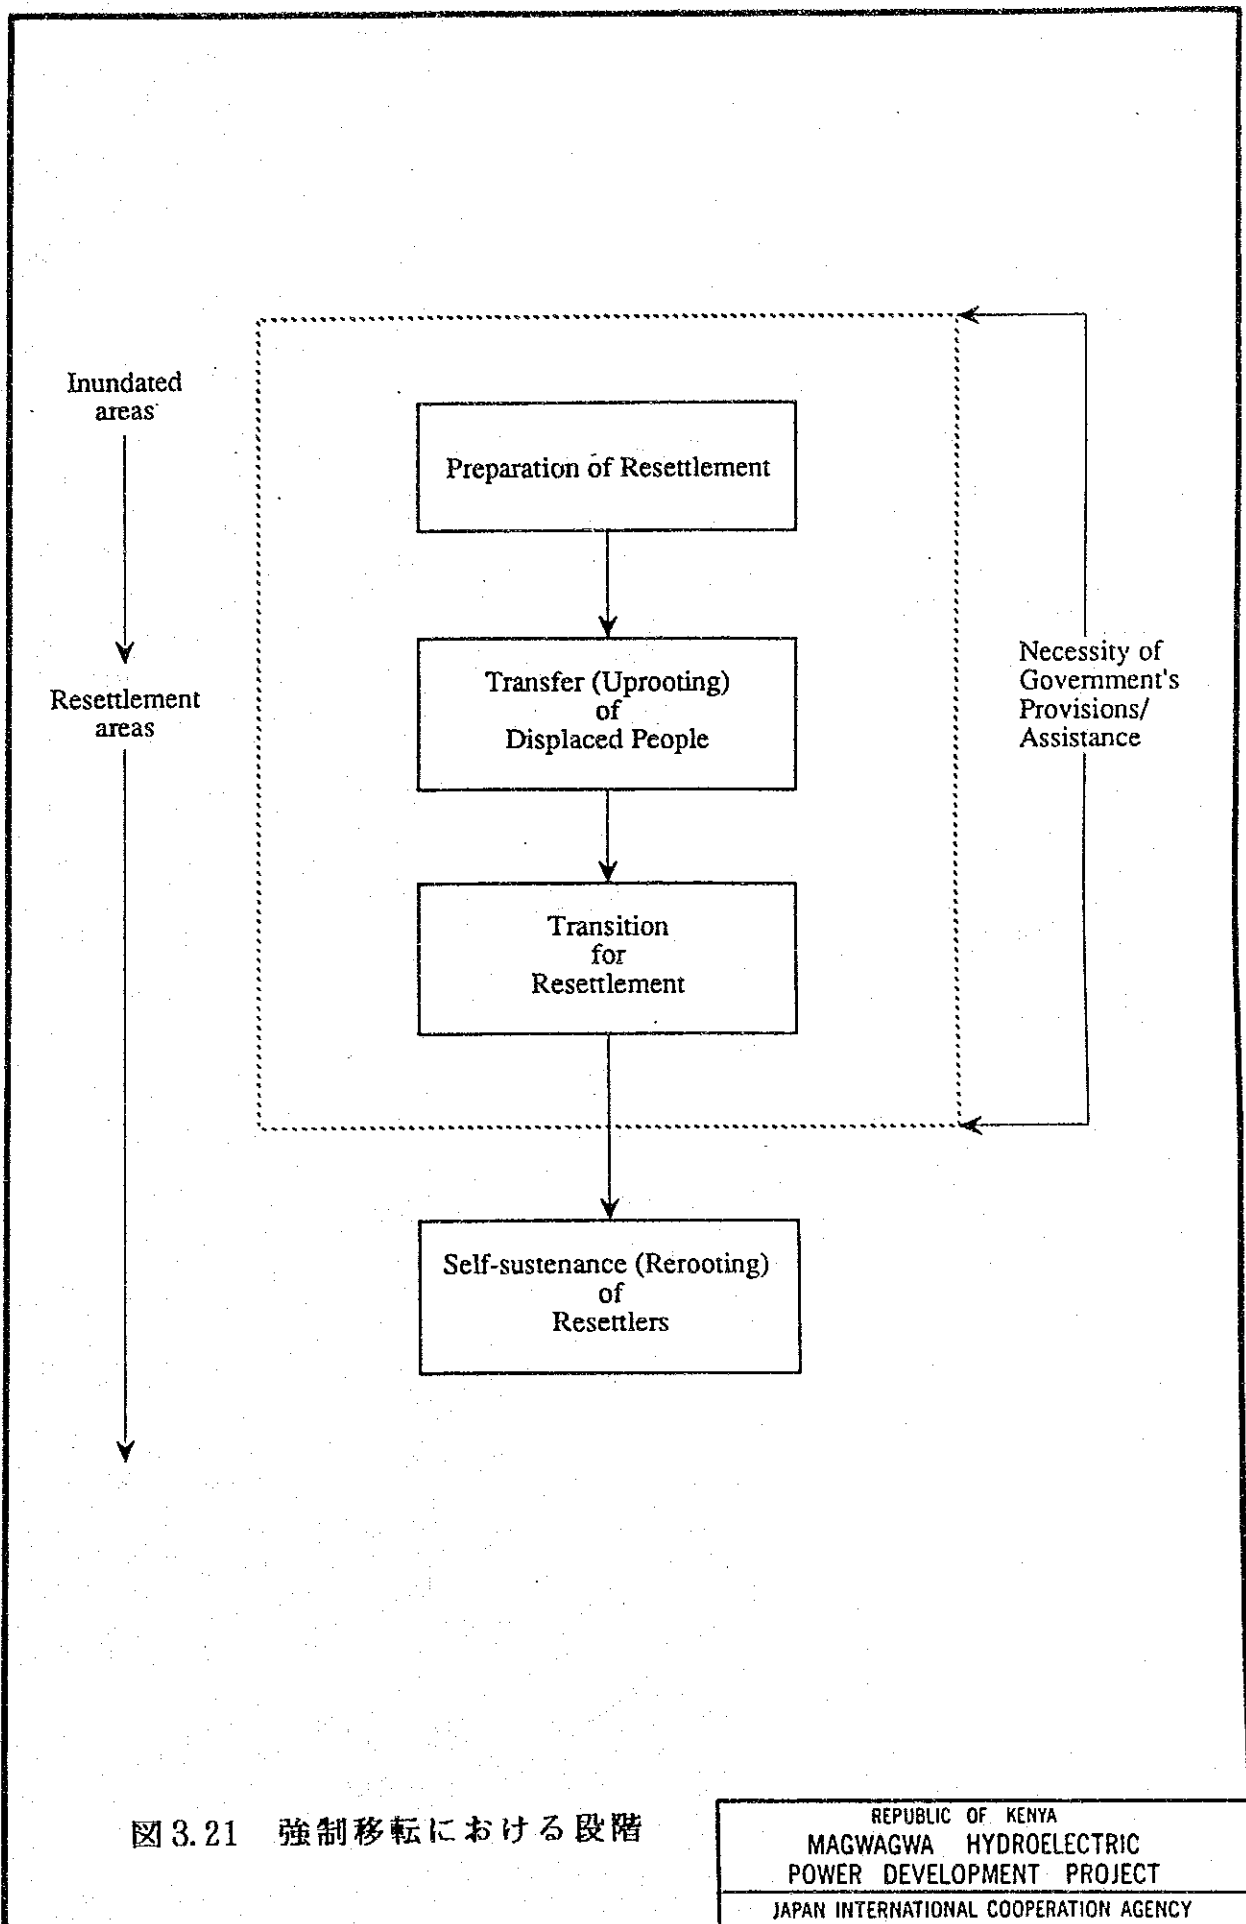 Inundated
areas
Resettlement
areas
Preparation of Resettlement
Transfer (Uprooting)
of
Displaced People
Transition
for
Resettlement
Self-sustenance (Rerooting)
of
Resettlers
Necessity of
Government's
Provisions/
Assistance
図3.21 強制移転における段階
REPUBLIC OF KENYA
MAGWAGWA HYDROELECTRIC
POWER DEVELOPMENT PROJECT
JAPAN INTERNATIONAL COOPERATION AGENCY